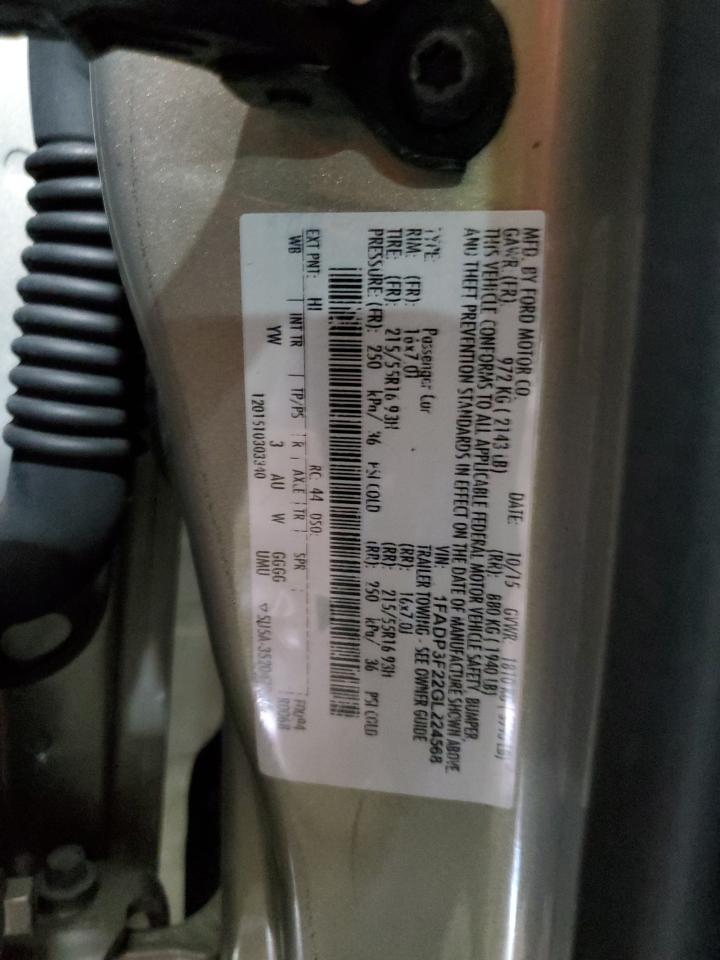 MFD. BY FORD MOTOR CO. DATE: 10/15 GVWR:
GAWR (FR): 972 KG ( 2143 LB) (RR): 880 KG ( 1940 LB)
THIS VEHICLE CONFORMS TO ALL APPLICABLE FEDERAL MOTOR VEHICLE SAFETY, BUMPER,
AND THEFT PREVENTION STANDARDS IN EFFECT ON THE DATE OF MANUFACTURE SHOWN ABOVE
VIN: 1FADP3F22GL224568
TYPE: Passenger Car TRAILER TOWING - SEE OWNER GUIDE
RIM: (FR): 16x7.0J (RR): 16x7.0J
TIRE: (FR): 215/55R16 93H (RR): 215/55R16 93H
PRESSURE: (FR): 250 kPa/ 36 PSI COLD (RR): 250 kPa/ 36 PSI COLD
EXT PNT: H! RC: 44 DSO:
WB INT TR TP/PS R AXLE TR SPR
YW 3 AU W GGGG
UMU
1201510303340